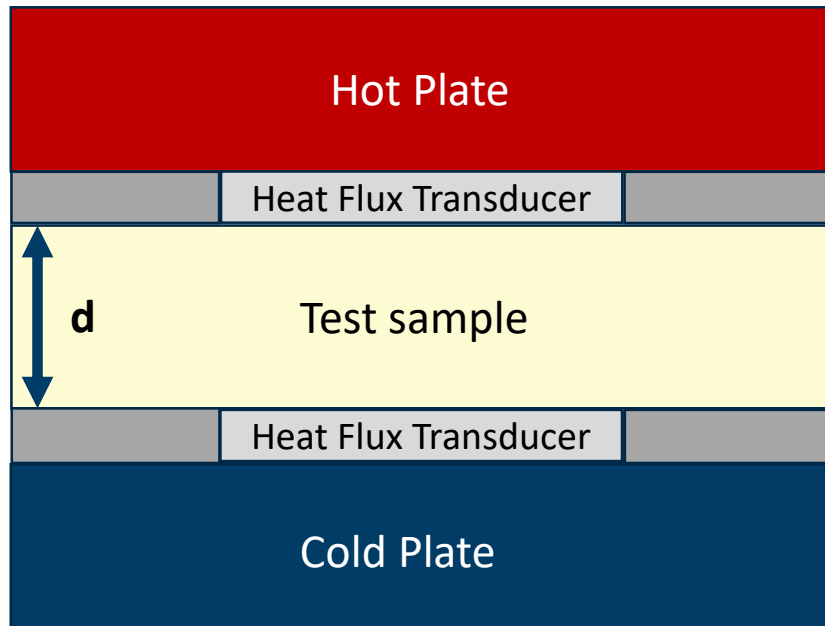 Hot Plate
Heat Flux Transducer
d
Test sample
Heat Flux Transducer
Cold Plate